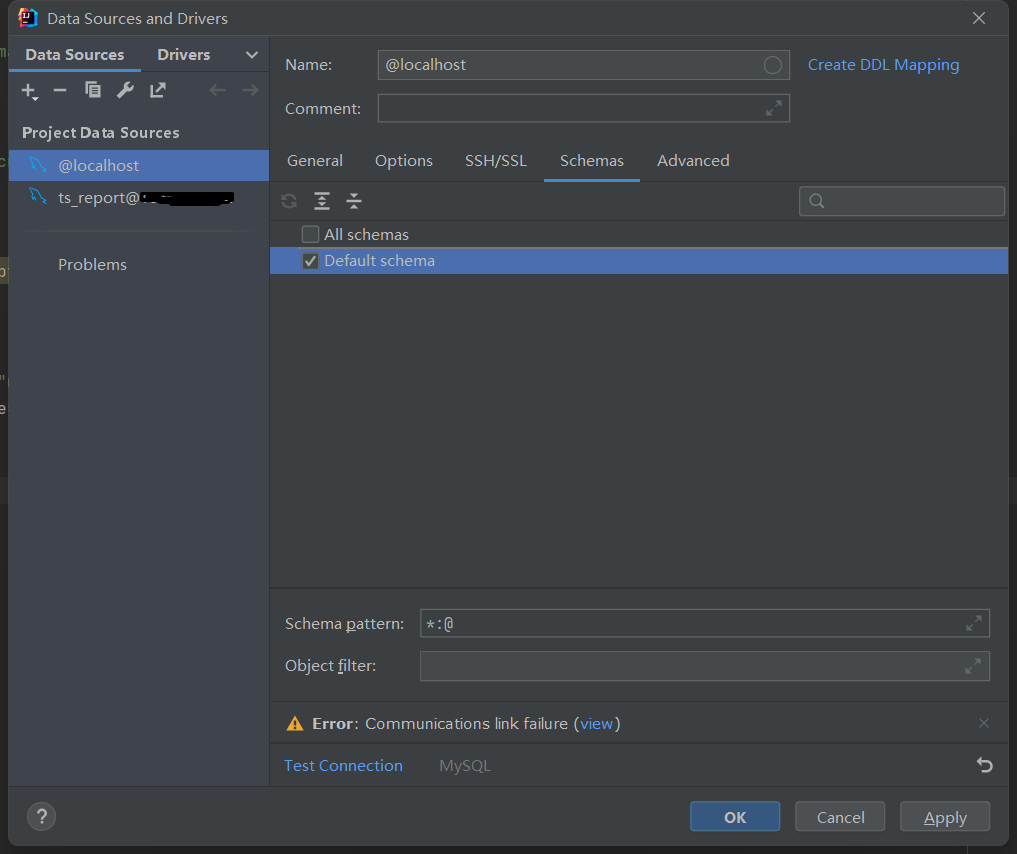 Data Sources and Drivers
Data Sources Drivers
Name: @localhost Create DDL Mapping
Comment:
Project Data Sources
@localhost
ts_report@
Problems
General Options SSH/SSL Schemas Advanced
All schemas
Default schema
Schema pattern: *:@
Object filter:
Error: Communications link failure (view)
Test Connection MySQL
? OK Cancel Apply